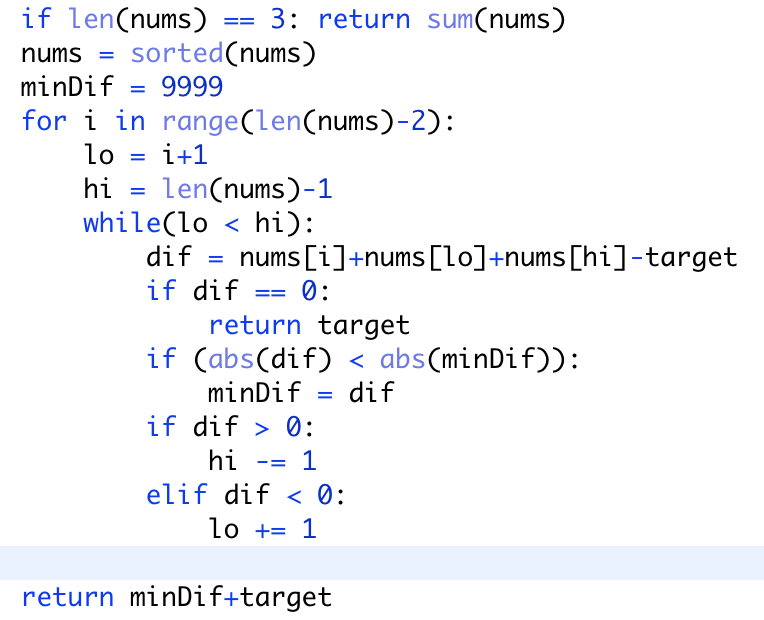 if len(nums) == 3: return sum(nums)
nums = sorted(nums)
minDif = 9999
for i in range(len(nums)-2):
    lo = i+1
    hi = len(nums)-1
    while(lo < hi):
        dif = nums[i]+nums[lo]+nums[hi]-target
        if dif == 0:
            return target
        if (abs(dif) < abs(minDif)):
            minDif = dif
        if dif > 0:
            hi -= 1
        elif dif < 0:
            lo += 1
return minDif+target